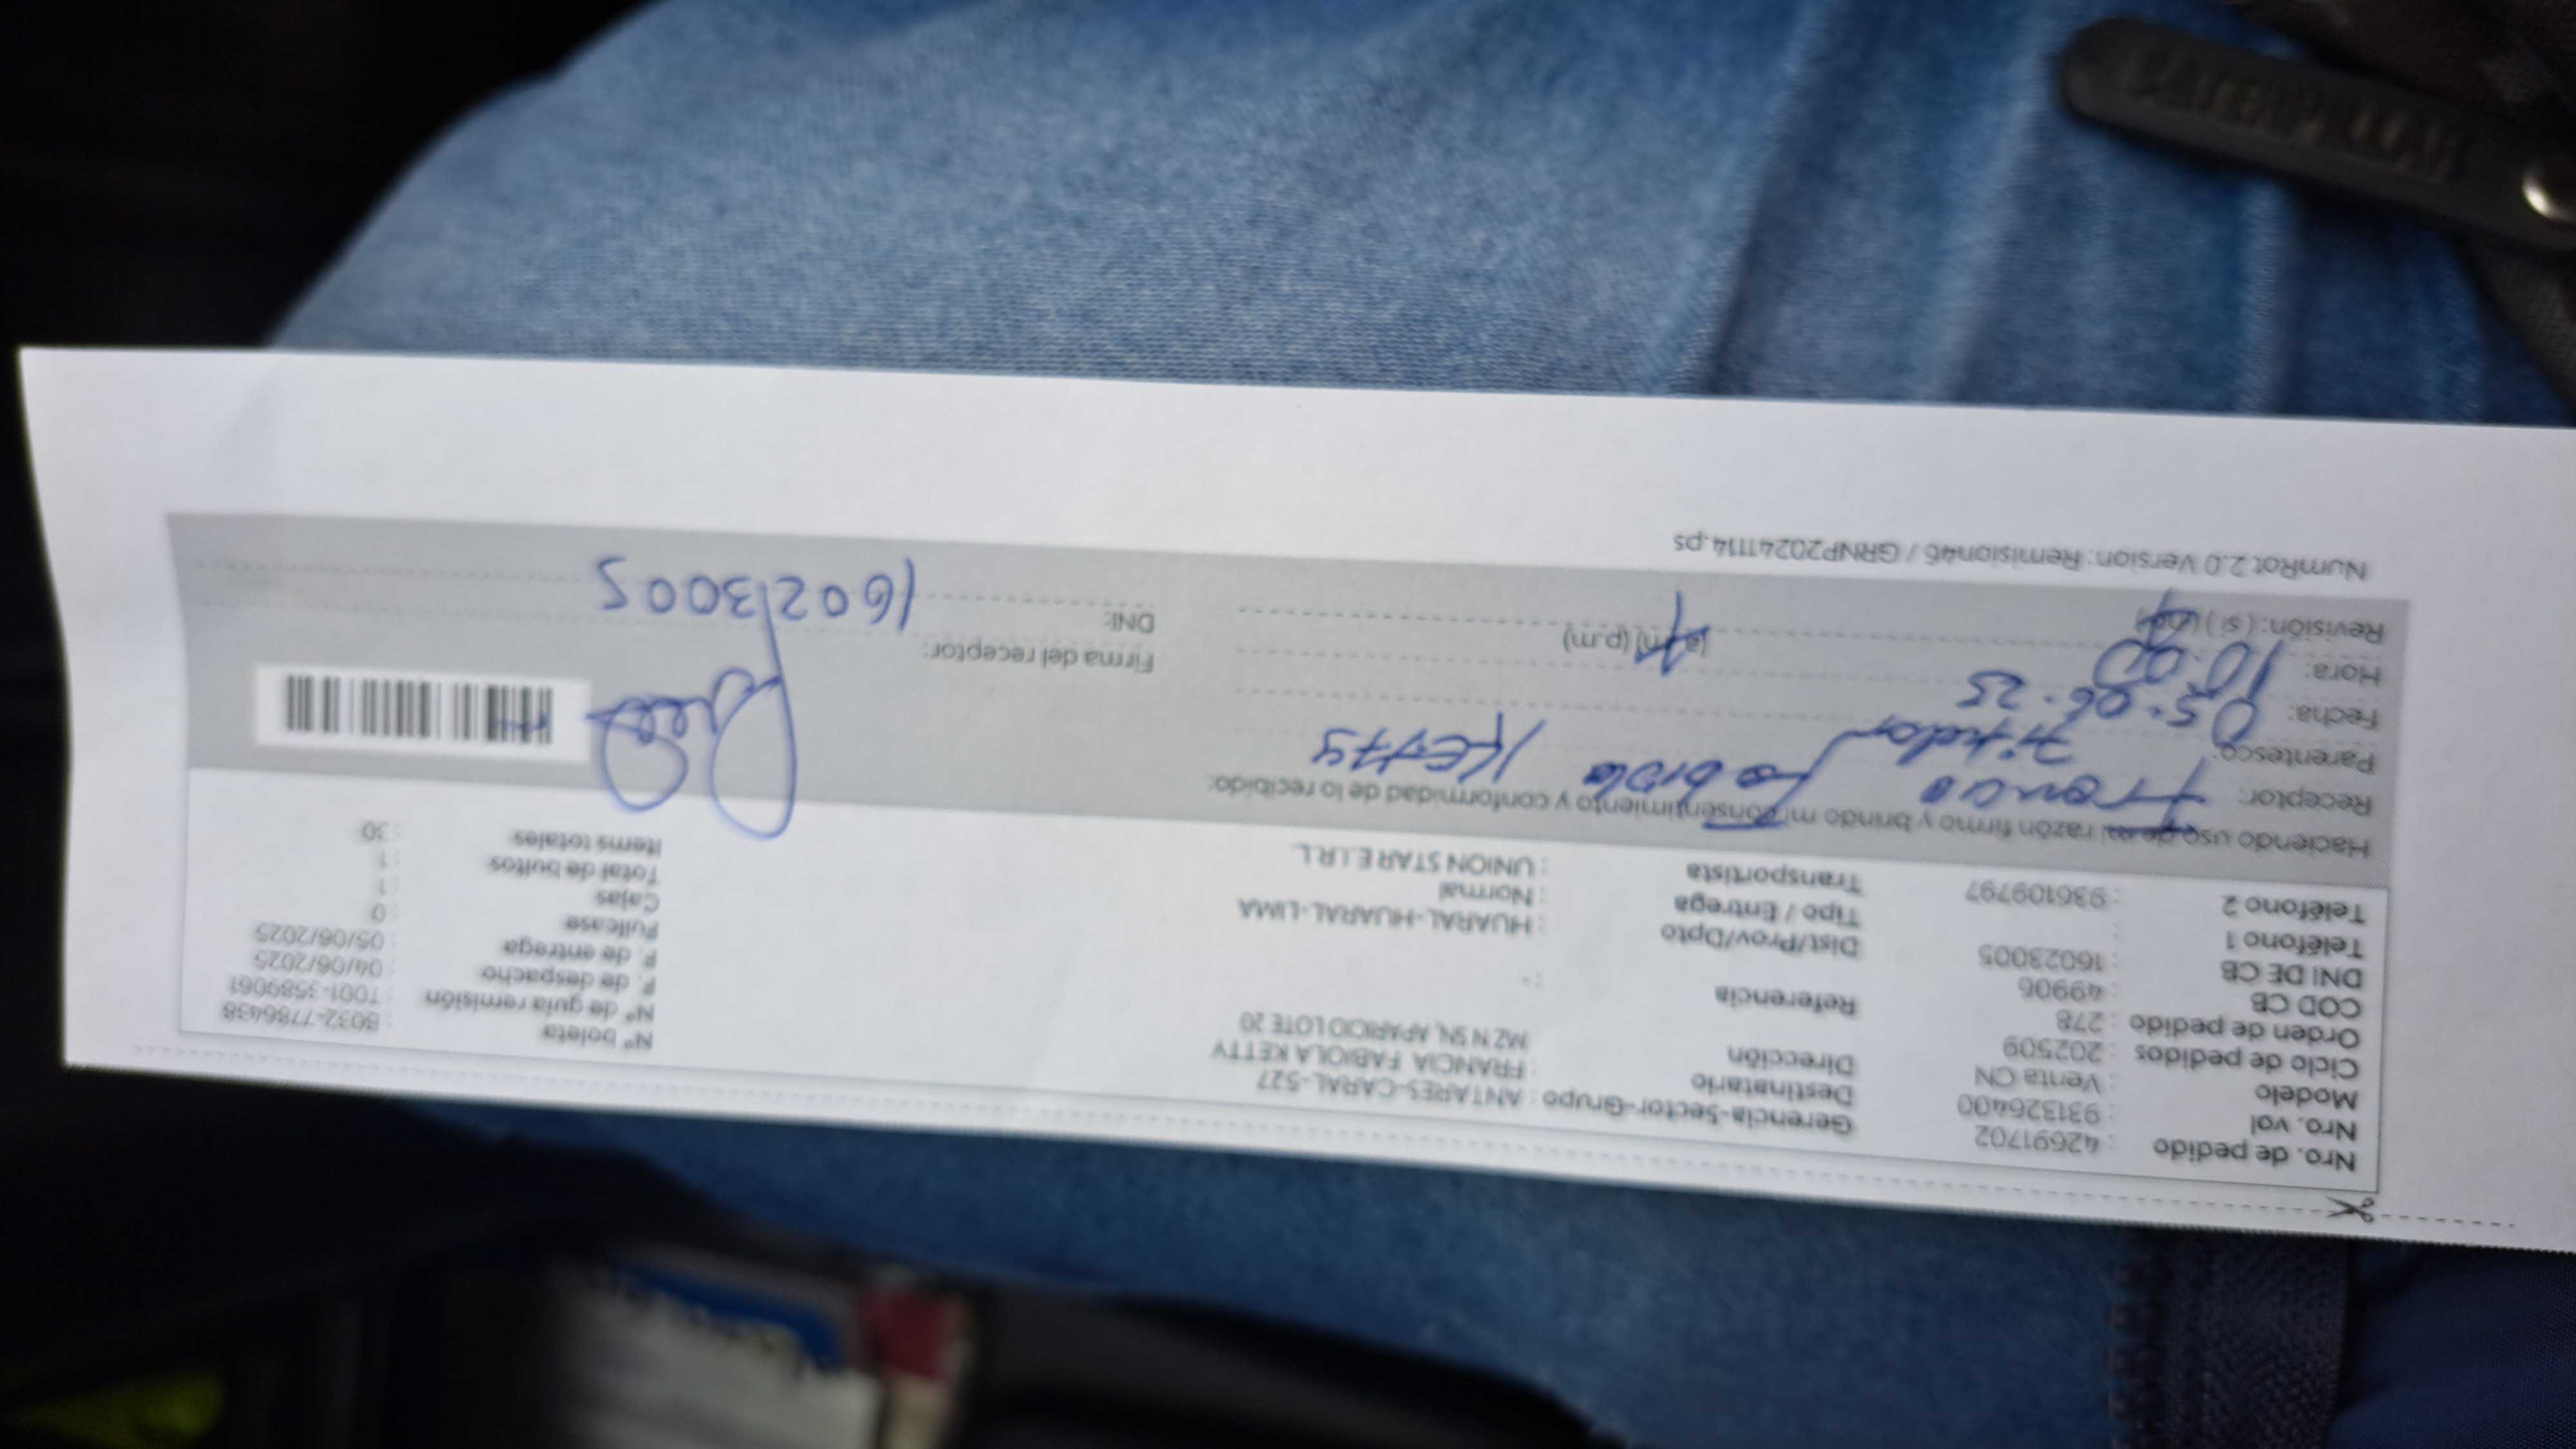 Nro. de pedido : 42691702
Nro. vol : 931326400
Modelo : Venta CN
Ciclo de pedidos : 202509
Orden de pedido : 278
COD CB : 49906
DNI DE CB : 16023005
Teléfono 1 :
Teléfono 2 : 936109797
Gerencia-Sector-Grupo : ANTARES-CARAL-527
Destinatario : FRANCIA FABIOLA KETTY
Dirección MZ N SN, APARICIO LOTE 20
Referencia : .
Dist/Prov/Dpto : HUARAL-HUARAL-LIMA
Tipo / Entrega : Normal
Transportista : UNION STAR E.I.R.L.
N° boleta : B032-7786438
N° de guía remisión : T001-3589061
F. de despacho : 04/06/2025
F. de entrega : 05/06/2025
Fullcase : 0
Cajas : 1
Total de bultos : 1
Items totales : 30
Haciendo uso de mi razón firmo y brindo mi consentimiento y conformidad de lo recibido:
Receptor: Francia Fabiola Ketty
Parentesco: Titular
Fecha: 05.06.25
Hora: 10:00 (a.m) (p.m)
Revisión: ( si ) (no)
Firma del receptor:
DNI: 16023005
NumRot 2.0 Version: Remision46 / GRNP20241114.ps